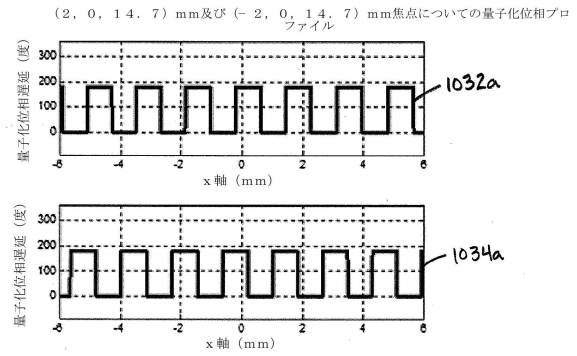 (2, 0, 14. 7) mm及び(−2, 0, 14. 7) mm焦点についての量子化位相プロ
ファイル
量子化位相遅延 (度)
300
200
100
0
-6 -4 -2 0 2 4 6
x軸 (mm)
1032a
量子化位相遅延 (度)
300
200
100
0
-6 -4 -2 0 2 4 6
x軸 (mm)
1034a